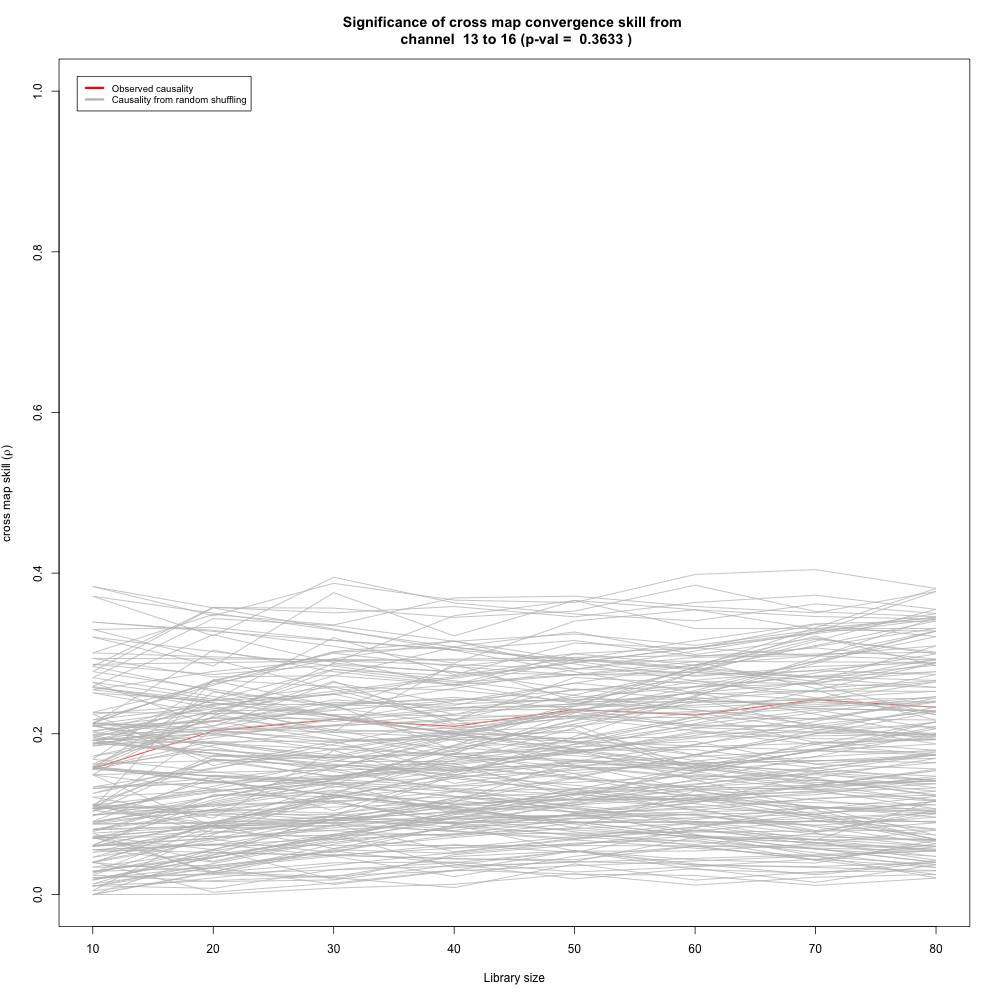 Significance of cross map convergence skill from
channel  13 to 16 (p-val =  0.3633 )
Observed causality
Causality from random shuffling
1.0
0.8
0.6
0.4
0.2
0.0
cross map skill (ρ)
10 20 30 40 50 60 70 80
Library size